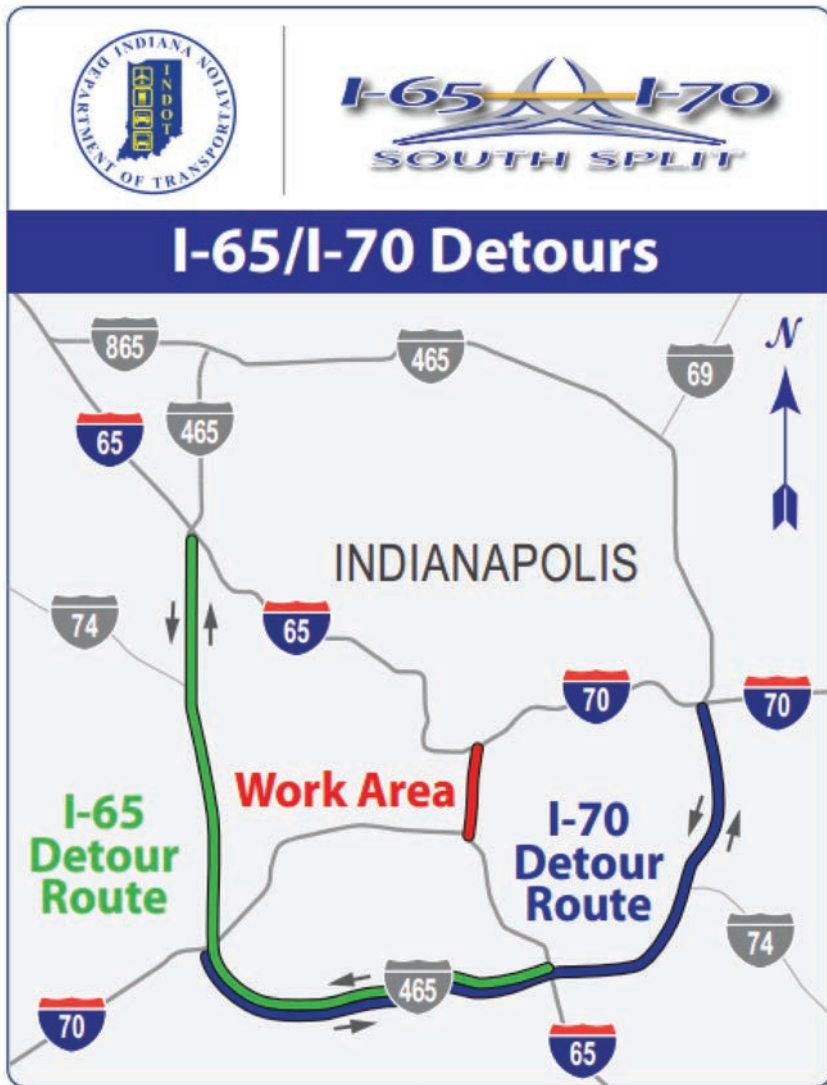 INDIANA DEPARTMENT OF TRANSPORTATION
INDOT
I-65 I-70
SOUTH SPLIT
I-65/I-70 Detours
865
465
69
N
65
465
INDIANAPOLIS
74
65
70
70
Work Area
I-65
Detour
Route
I-70
Detour
Route
74
465
70
65